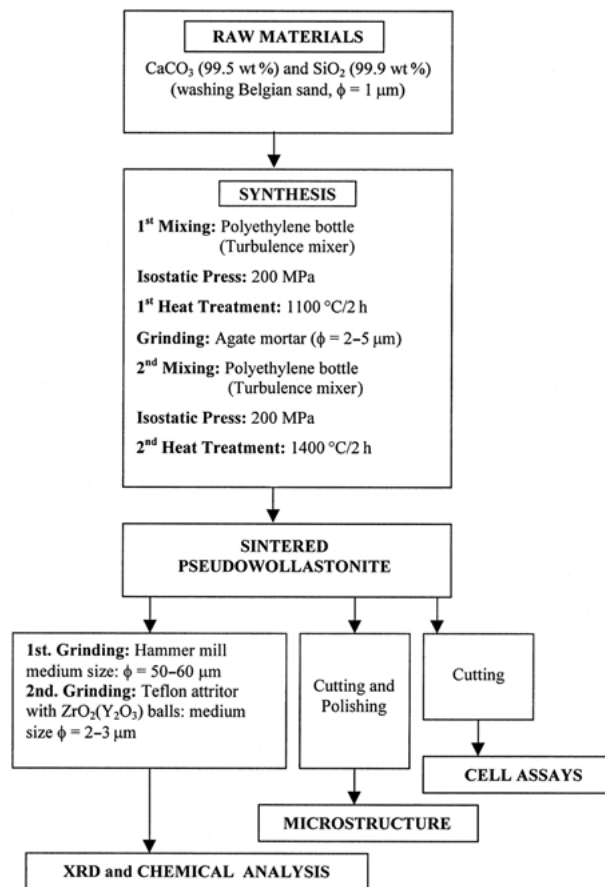 RAW MATERIALS
CaCO₃ (99.5 wt %) and SiO₂ (99.9 wt %)
(washing Belgian sand, ϕ = 1 μm)
SYNTHESIS
1st Mixing: Polyethylene bottle
(Turbulence mixer)
Isostatic Press: 200 MPa
1st Heat Treatment: 1100 °C/2 h
Grinding: Agate mortar (ϕ = 2–5 μm)
2nd Mixing: Polyethylene bottle
(Turbulence mixer)
Isostatic Press: 200 MPa
2nd Heat Treatment: 1400 °C/2 h
SINTERED
PSEUDOWOLLASTONITE
1st. Grinding: Hammer mill
medium size: ϕ = 50–60 μm
2nd. Grinding: Teflon attritor
with ZrO₂(Y₂O₃) balls: medium
size ϕ = 2–3 μm
Cutting and
Polishing
Cutting
CELL ASSAYS
MICROSTRUCTURE
XRD and CHEMICAL ANALYSIS